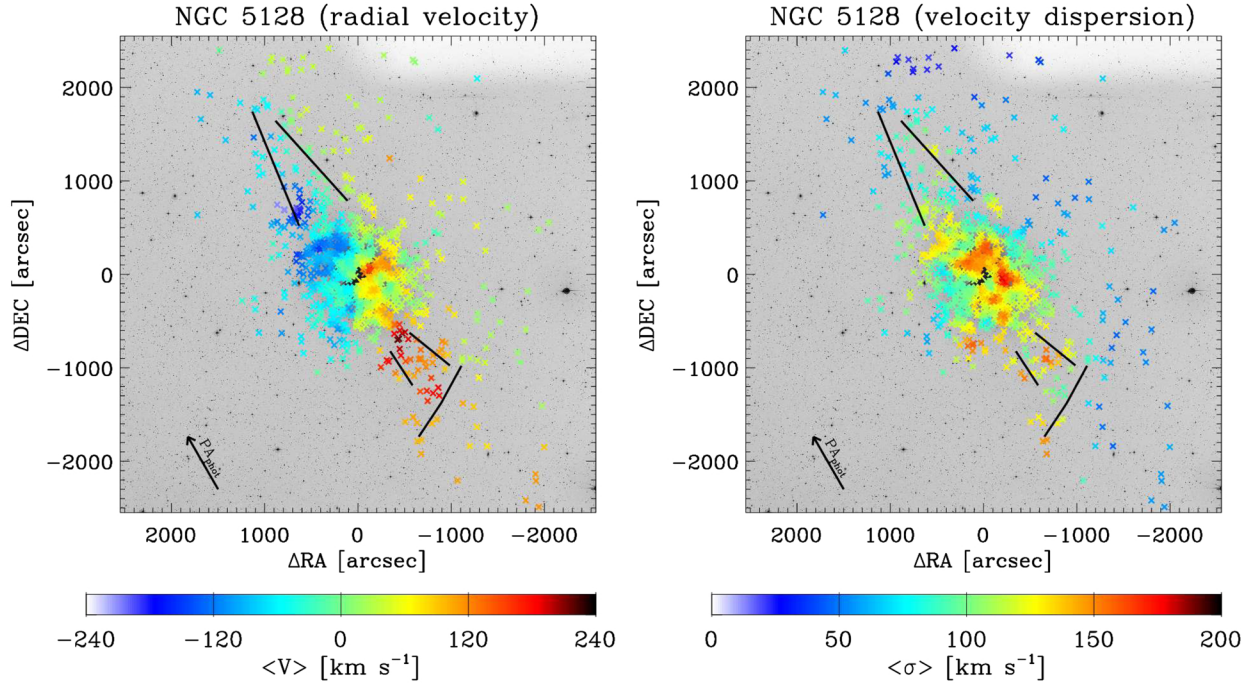 NGC 5128 (radial velocity)
2000
1000
0
−1000
−2000
ΔDEC [arcsec]
PAphot
2000 1000 0 −1000 −2000
ΔRA [arcsec]
−240 −120 0 120 240
<V> [km s−1]
NGC 5128 (velocity dispersion)
2000
1000
0
−1000
−2000
ΔDEC [arcsec]
PAphot
2000 1000 0 −1000 −2000
ΔRA [arcsec]
0 50 100 150 200
<σ> [km s−1]